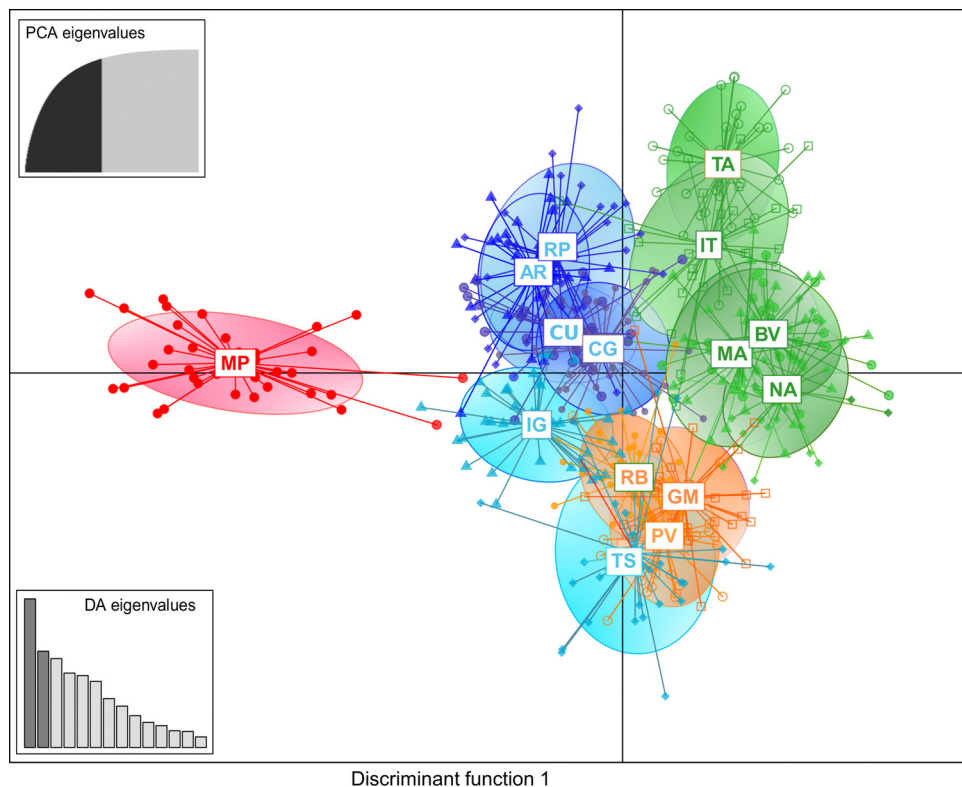 PCA eigenvalues
TA
RP
IT
AR
CU
BV
CG
MA
MP
NA
IG
RB
GM
PV
TS
DA eigenvalues
Discriminant function 1